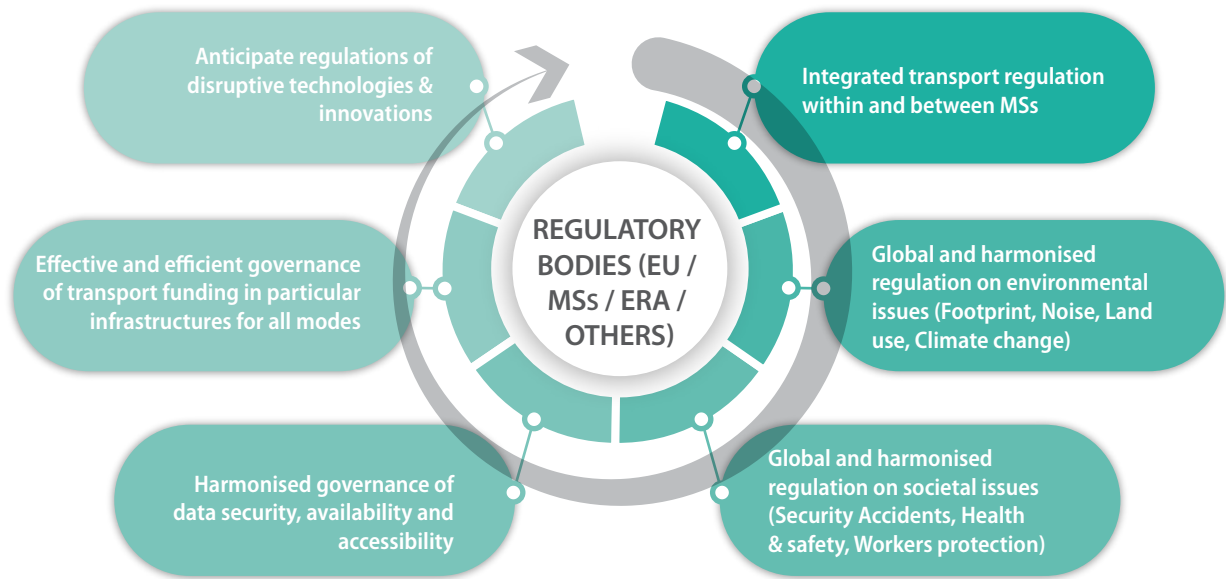 Anticipate regulations of
disruptive technologies &
innovations
Integrated transport regulation
within and between MSs
Effective and efficient governance
of transport funding in particular
infrastructures for all modes
REGULATORY
BODIES (EU /
MSs / ERA /
OTHERS)
Global and harmonised
regulation on environmental
issues (Footprint, Noise, Land
use, Climate change)
Harmonised governance of
data security, availability and
accessibility
Global and harmonised
regulation on societal issues
(Security Accidents, Health
& safety, Workers protection)